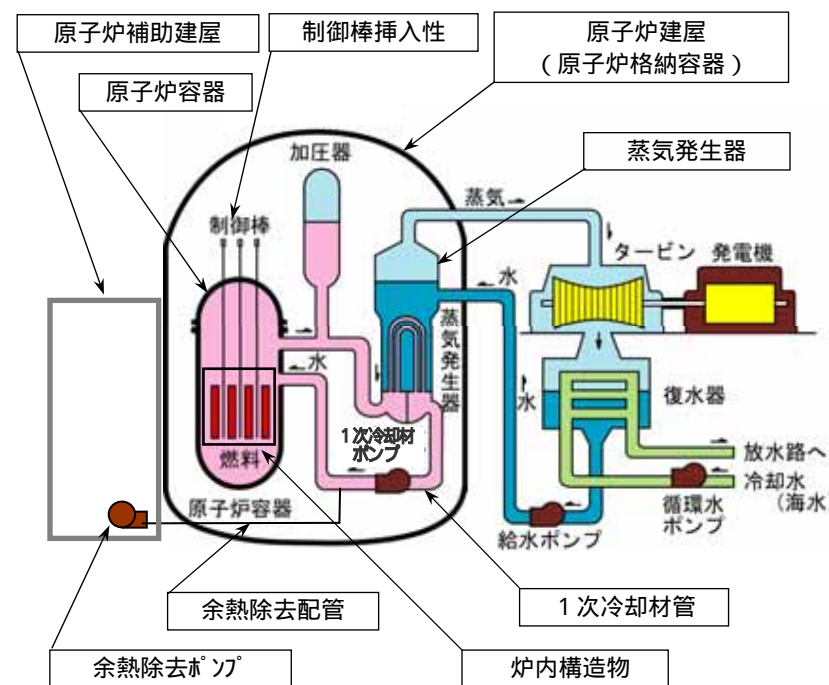 原子炉補助建屋
制御棒挿入性
原子炉建屋
(原子炉格納容器)
原子炉容器
蒸気発生器
加圧器
蒸気
制御棒
タービン
発電機
水
蒸気発生器
水
水
復水器
1次冷却材
ポンプ
燃料
放水路へ
冷却水
(海水
循環水
ポンプ
原子炉容器
給水ポンプ
余熱除去配管
1次冷却材管
余熱除去ポンプ
炉内構造物